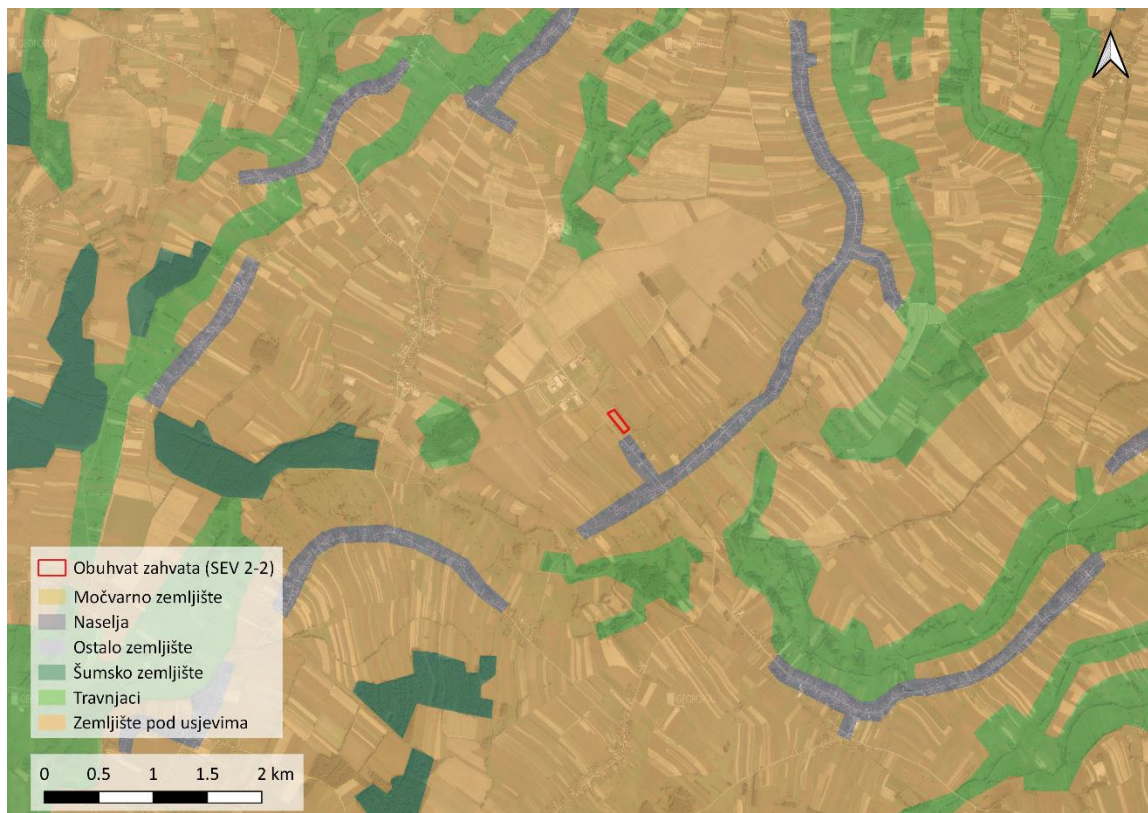 Obuhvat zahvata (SEV 2-2)
Močvarno zemljište
Naselja
Ostalo zemljište
Šumsko zemljište
Travnjaci
Zemljište pod usjevima
0 0.5 1 1.5 2 km